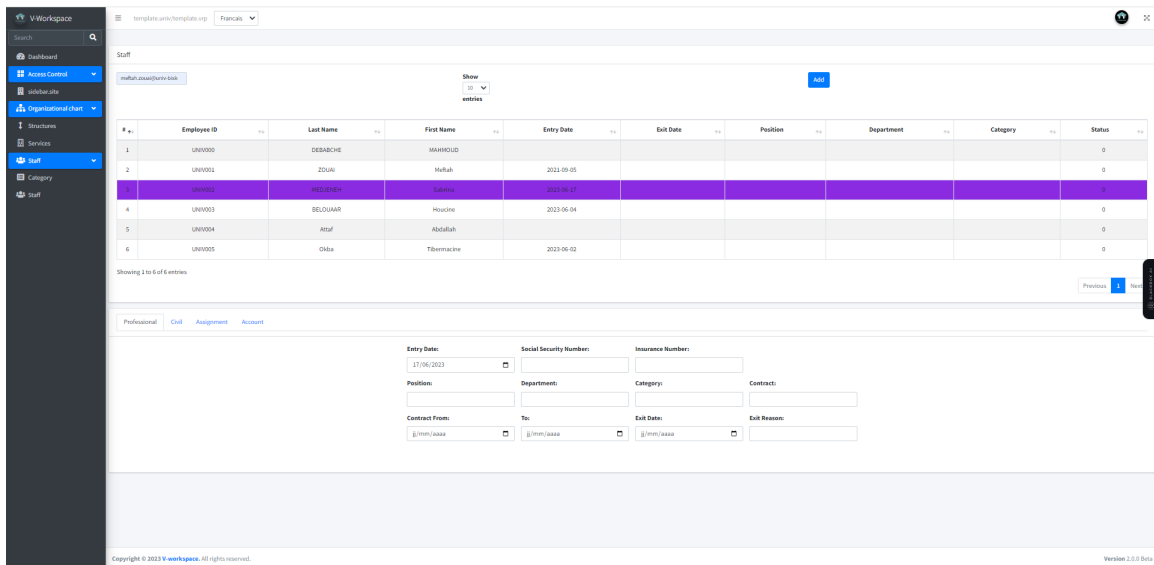 V-Workspace
template.univ/template.vrp Francais
Search
Dashboard
Access Control
sidebar.site
Organizational chart
Structures
Services
Staff
Category
Staff
Staff
meftah.zouai@univ-bisk
Show
10
entries
Add
# Employee ID Last Name First Name Entry Date Exit Date Position Department Category Status
1 UNIV000 DEBABCHE MAHMOUD 0
2 UNIV001 ZOUAI Meftah 2021-09-05 0
3 UNIV002 MEDJENEH Sabrina 2023-06-17 0
4 UNIV003 BELOUAAR Houcine 2023-06-04 0
5 UNIV004 Attaf Abdallah 0
6 UNIV005 Okba Tibermacine 2023-06-02 0
Showing 1 to 6 of 6 entries
Previous 1 Next
Professional Civil Assignment Account
Entry Date: Social Security Number: Insurance Number:
17/06/2023
Position: Department: Category: Contract:
Contract From: To: Exit Date: Exit Reason:
jj/mm/aaaa jj/mm/aaaa jj/mm/aaaa
Copyright © 2023 V-workspace. All rights reserved.
Version 2.0.0 Beta